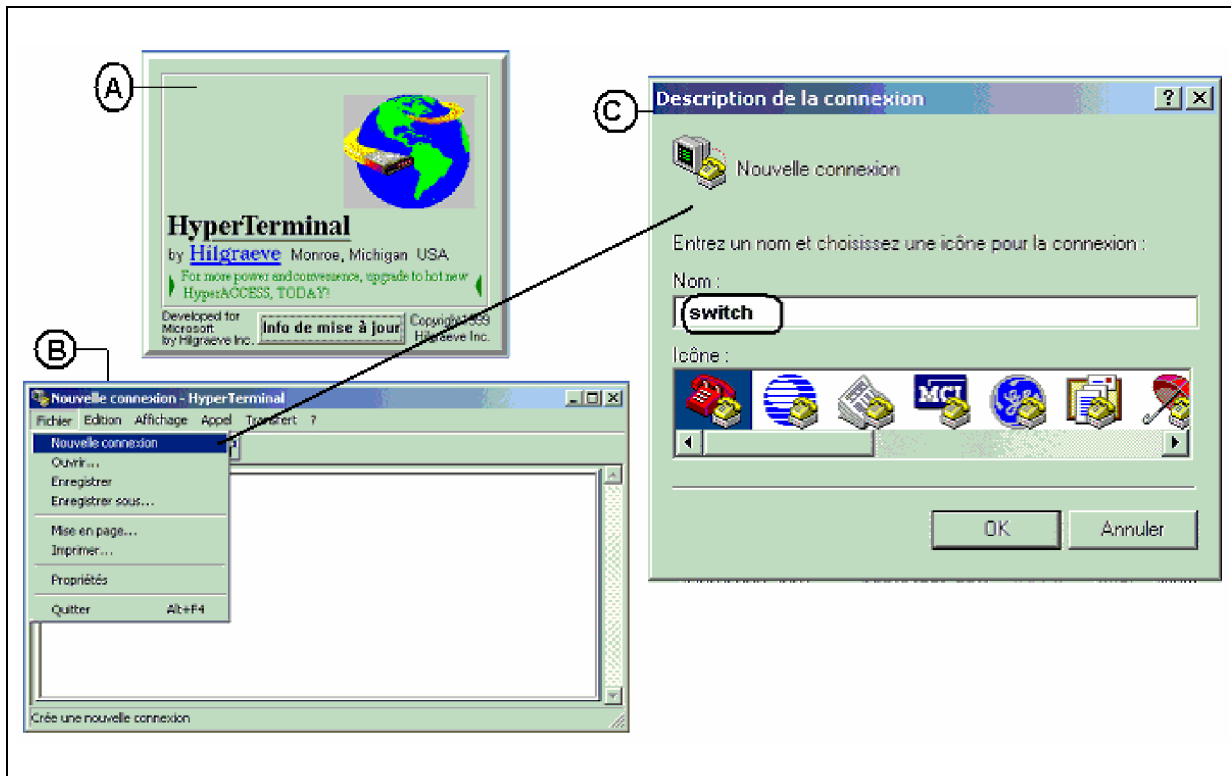 A
HyperTerminal
by Hilgraeve Monroe, Michigan USA
For more power and convenience, upgrade to hot new
HyperACCESS, TODAY!
Developed for
Microsoft
by Hilgraeve Inc.
Info de mise à jour
Copyright 1999
Hilgraeve Inc.
B
Nouvelle connexion - HyperTerminal
Fichier Edition Affichage Appel Transfert ?
Nouvelle connexion
Ouvrir...
Enregistrer
Enregistrer sous...
Mise en page...
Imprimer...
Propriétés
Quitter Alt+F4
Crée une nouvelle connexion
C
Description de la connexion
Nouvelle connexion
Entrez un nom et choisissez une icône pour la connexion :
Nom :
switch
Icône :
MCI
OK Annuler